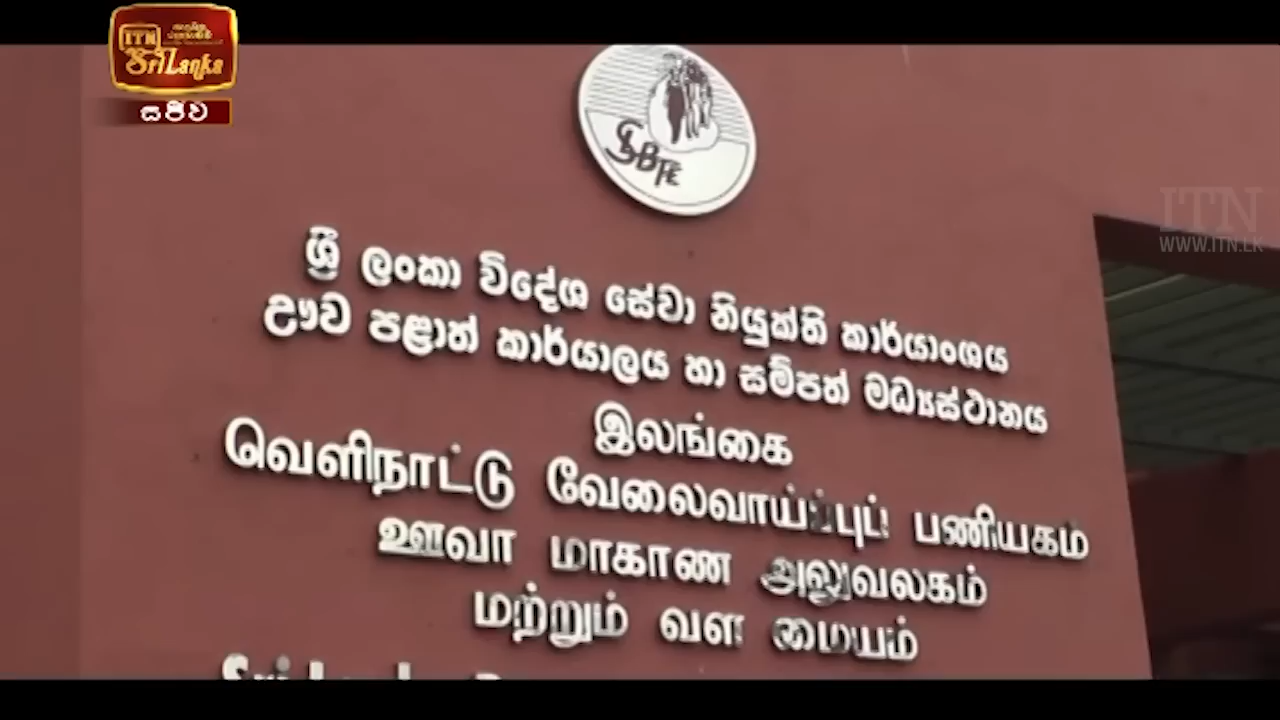 ITN
SriLanka
සජීව
ITN
WWW.ITN.LK
SLBFE
ශ්‍රී ලංකා විදේශ සේවා නියුක්ති කාර්යාංශය
ඌව පළාත් කාර්යාලය හා සම්පත් මධ්‍යස්ථානය
இலங்கை
வெளிநாட்டு வேலைவாய்ப்புப் பணியகம்
ஊவா மாகாண அலுவலகம்
மற்றும் வள மையம்